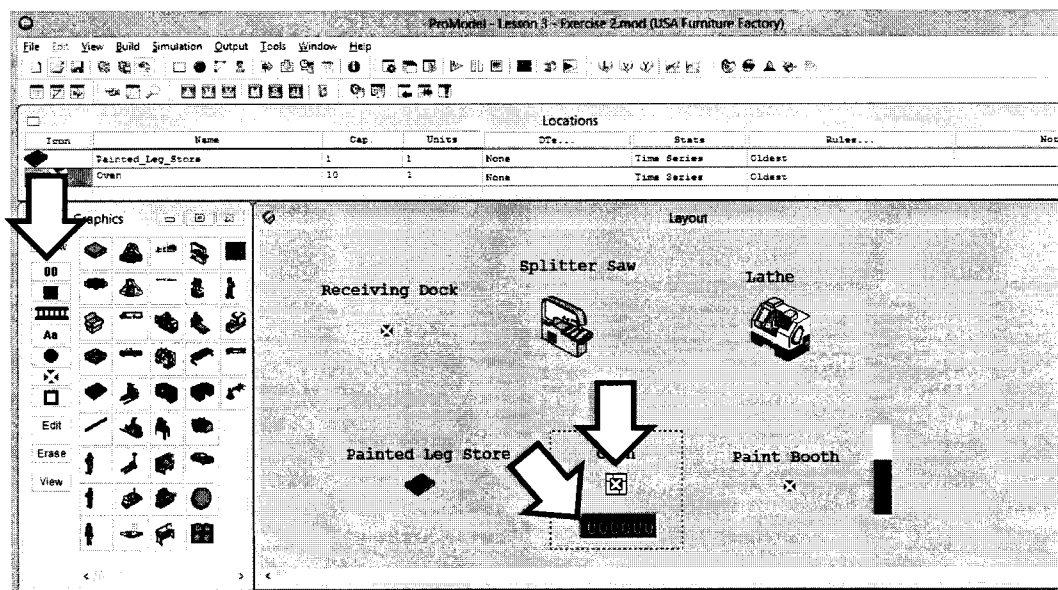 ProModel - Lesson 3 - Exercise 2.mod (USA Furniture Factory)
File Edit View Build Simulation Output Tools Window Help
Locations
Icon Name Cap. Units DTs... Stats Rules... Not
Painted_Leg_Store 1 1 None Time Series Oldest
Oven 10 1 None Time Series Oldest
Graphics
Layout
00
Aa
Edit
Erase
View
Splitter Saw
Lathe
Receiving Dock
Painted Leg Store
Paint Booth
000000